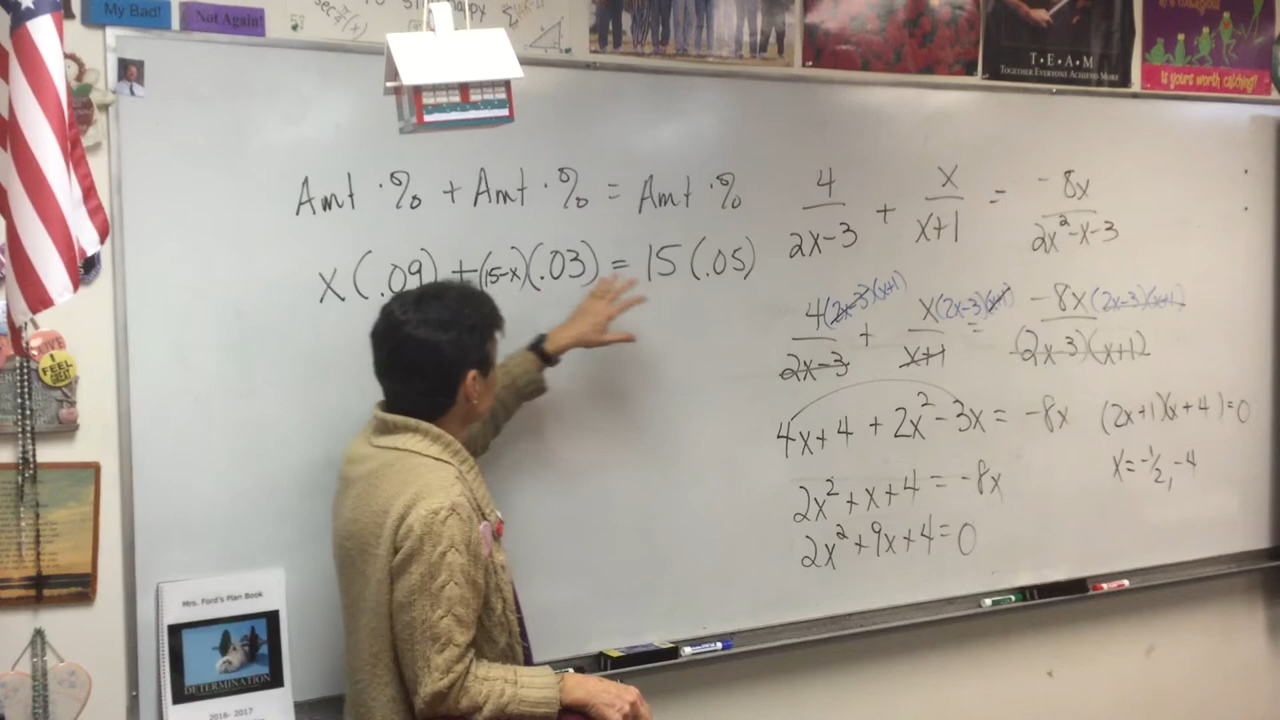 My Bad!
Not Again!
T•E•A•M
TOGETHER EVERYONE ACHIEVES MORE
is yours worth catching?
Amt · % + Amt · % = Amt · %
x(.09) + (15-x)(.03) = 15(.05)
4/(2x-3) + x/(x+1) = -8x/(2x²-x-3)
4(2x-3)(x+1)/(2x-3) + x(2x-3)(x+1)/(x+1) = -8x(2x-3)(x+1)/(2x-3)(x+1)
4x+4 + 2x²-3x = -8x
2x²+x+4 = -8x
2x²+9x+4=0
(2x+1)(x+4)=0
x=-1/2,-4
LOVE
I FEEL GREAT
Mrs. Ford's Plan Book
DETERMINATION
2016- 2017